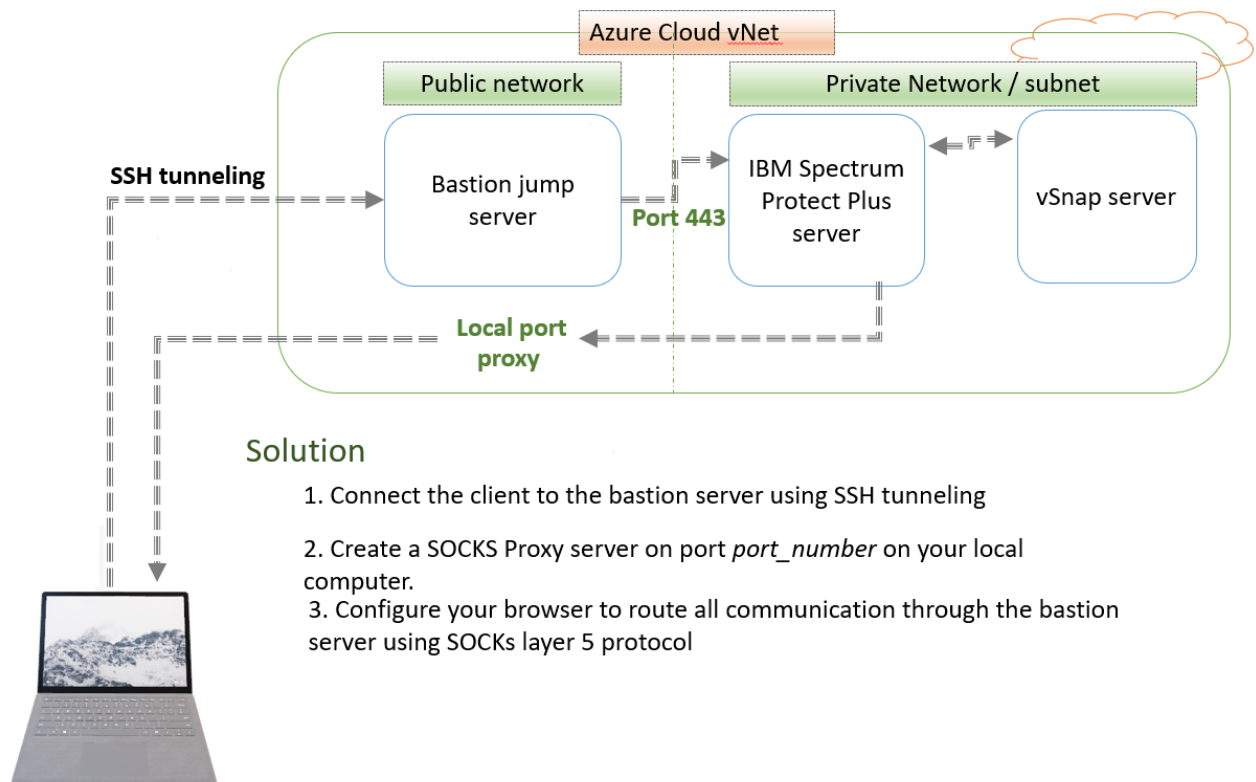 Azure Cloud vNet
Public network
Private Network / subnet
SSH tunneling
Bastion jump
server
Port 443
IBM Spectrum
Protect Plus
server
vSnap server
Local port
proxy
Solution
1. Connect the client to the bastion server using SSH tunneling
2. Create a SOCKS Proxy server on port port_number on your local
computer.
3. Configure your browser to route all communication through the bastion
server using SOCKs layer 5 protocol